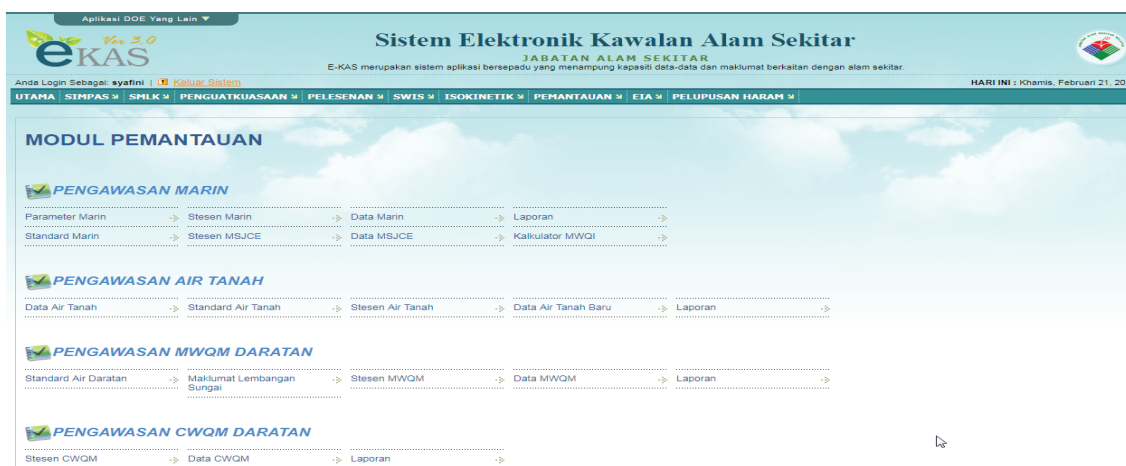 Aplikasi DOE Yang Lain ▼
eKAS Ver 3.0
Sistem Elektronik Kawalan Alam Sekitar
JABATAN ALAM SEKITAR
E-KAS merupakan sistem aplikasi bersepadu yang menampung kapasiti data-data dan maklumat berkaitan dengan alam sekitar.
Anda Login Sebagai: syafini | Keluar Sistem
HARI INI : Khamis, Februari 21, 20
UTAMA SIMPAS SMLK PENGUATKUASAAN PELESENAN SWIS ISOKINETIK PEMANTAUAN EIA PELUPUSAN HARAM
MODUL PEMANTAUAN
PENGAWASAN MARIN
Parameter Marin Stesen Marin Data Marin Laporan
Standard Marin Stesen MSJCE Data MSJCE Kalkulator MWQI
PENGAWASAN AIR TANAH
Data Air Tanah Standard Air Tanah Stesen Air Tanah Data Air Tanah Baru Laporan
PENGAWASAN MWQM DARATAN
Standard Air Daratan Maklumat Lembangan Sungai Stesen MWQM Data MWQM Laporan
PENGAWASAN CWQM DARATAN
Stesen CWQM Data CWQM Laporan